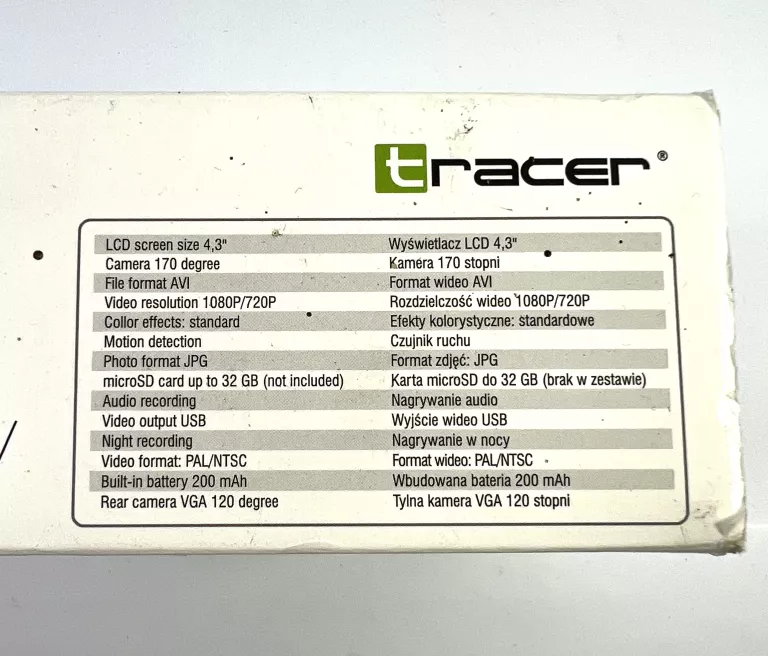 tracer®
LCD screen size 4,3" Wyświetlacz LCD 4,3"
Camera 170 degree Kamera 170 stopni
File format AVI Format wideo AVI
Video resolution 1080P/720P Rozdzielczość wideo 1080P/720P
Collor effects: standard Efekty kolorystyczne: standardowe
Motion detection Czujnik ruchu
Photo format JPG Format zdjęć: JPG
microSD card up to 32 GB (not included) Karta microSD do 32 GB (brak w zestawie)
Audio recording Nagrywanie audio
Video output USB Wyjście wideo USB
Night recording Nagrywanie w nocy
Video format: PAL/NTSC Format wideo: PAL/NTSC
Built-in battery 200 mAh Wbudowana bateria 200 mAh
Rear camera VGA 120 degree Tylna kamera VGA 120 stopni